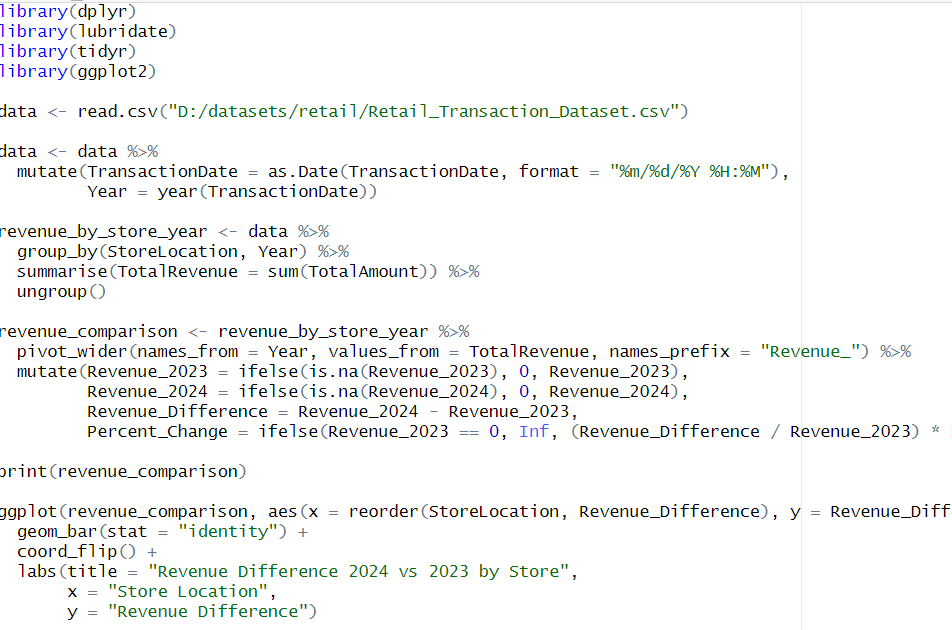 library(dplyr)
library(lubridate)
library(tidyr)
library(ggplot2)
data <- read.csv("D:/datasets/retail/Retail_Transaction_Dataset.csv")
data <- data %>%
mutate(TransactionDate = as.Date(TransactionDate, format = "%m/%d/%Y %H:%M"),
Year = year(TransactionDate))
revenue_by_store_year <- data %>%
group_by(StoreLocation, Year) %>%
summarise(TotalRevenue = sum(TotalAmount)) %>%
ungroup()
revenue_comparison <- revenue_by_store_year %>%
pivot_wider(names_from = Year, values_from = TotalRevenue, names_prefix = "Revenue_") %>%
mutate(Revenue_2023 = ifelse(is.na(Revenue_2023), 0, Revenue_2023),
Revenue_2024 = ifelse(is.na(Revenue_2024), 0, Revenue_2024),
Revenue_Difference = Revenue_2024 - Revenue_2023,
Percent_Change = ifelse(Revenue_2023 == 0, Inf, (Revenue_Difference / Revenue_2023) *
print(revenue_comparison)
ggplot(revenue_comparison, aes(x = reorder(StoreLocation, Revenue_Difference), y = Revenue_Diff
geom_bar(stat = "identity") +
coord_flip() +
labs(title = "Revenue Difference 2024 vs 2023 by Store",
x = "Store Location",
y = "Revenue Difference")